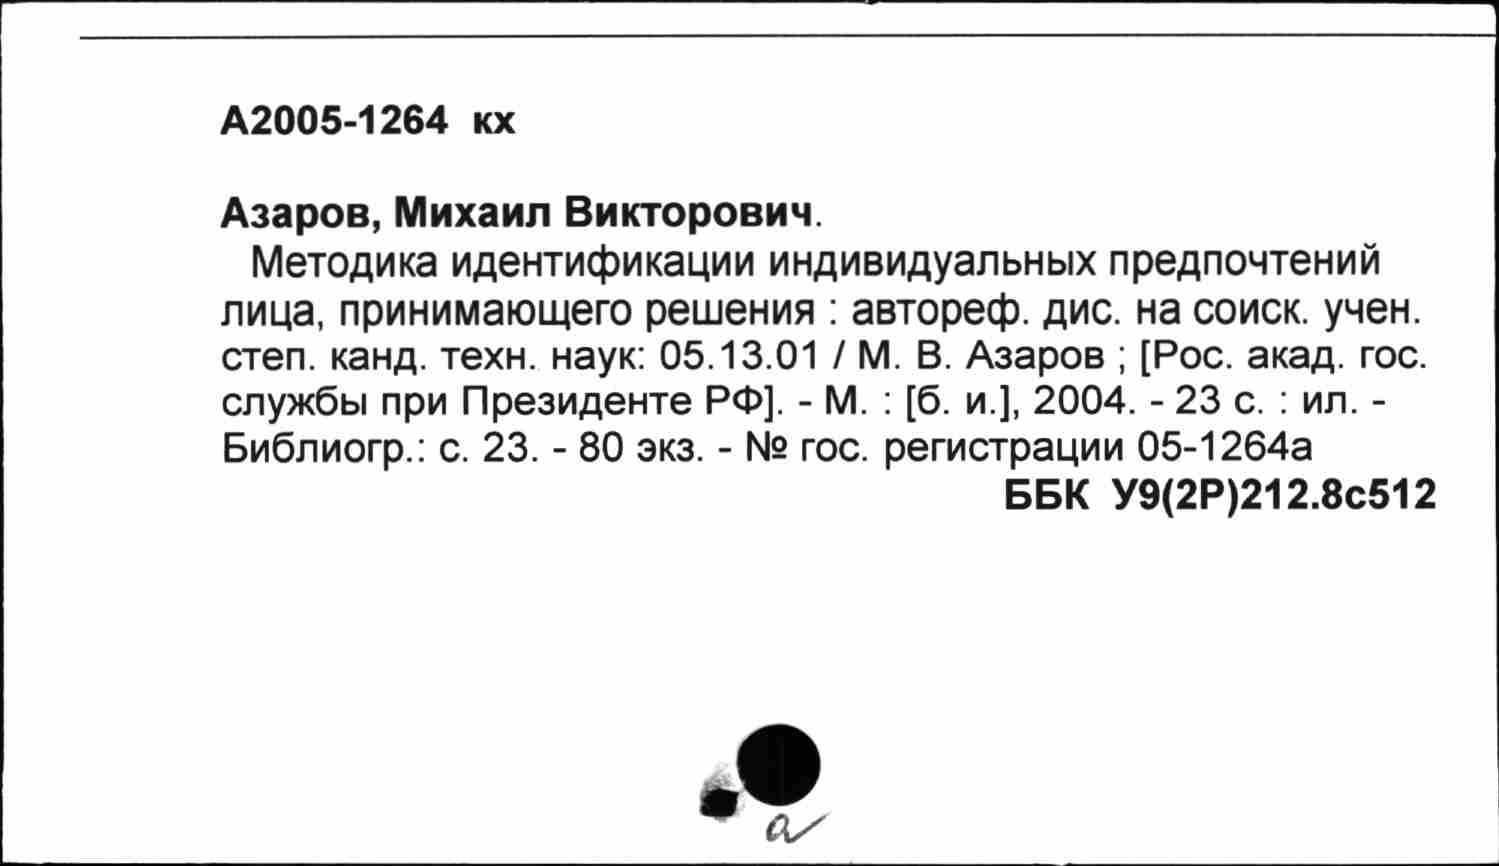 А2005-1264 кх
Азаров, Михаил Викторович.
Методика идентификации индивидуальных предпочтений
лица, принимающего решения : автореф. дис. на соиск. учен.
степ. канд. техн. наук: 05.13.01 / М. В. Азаров ; [Рос. акад. гос.
службы при Президенте РФ]. - М. : [б. и.], 2004. - 23 с. : ил. -
Библиогр.: с. 23. - 80 экз. - № гос. регистрации 05-1264а
ББК У9(2Р)212.8с512
а